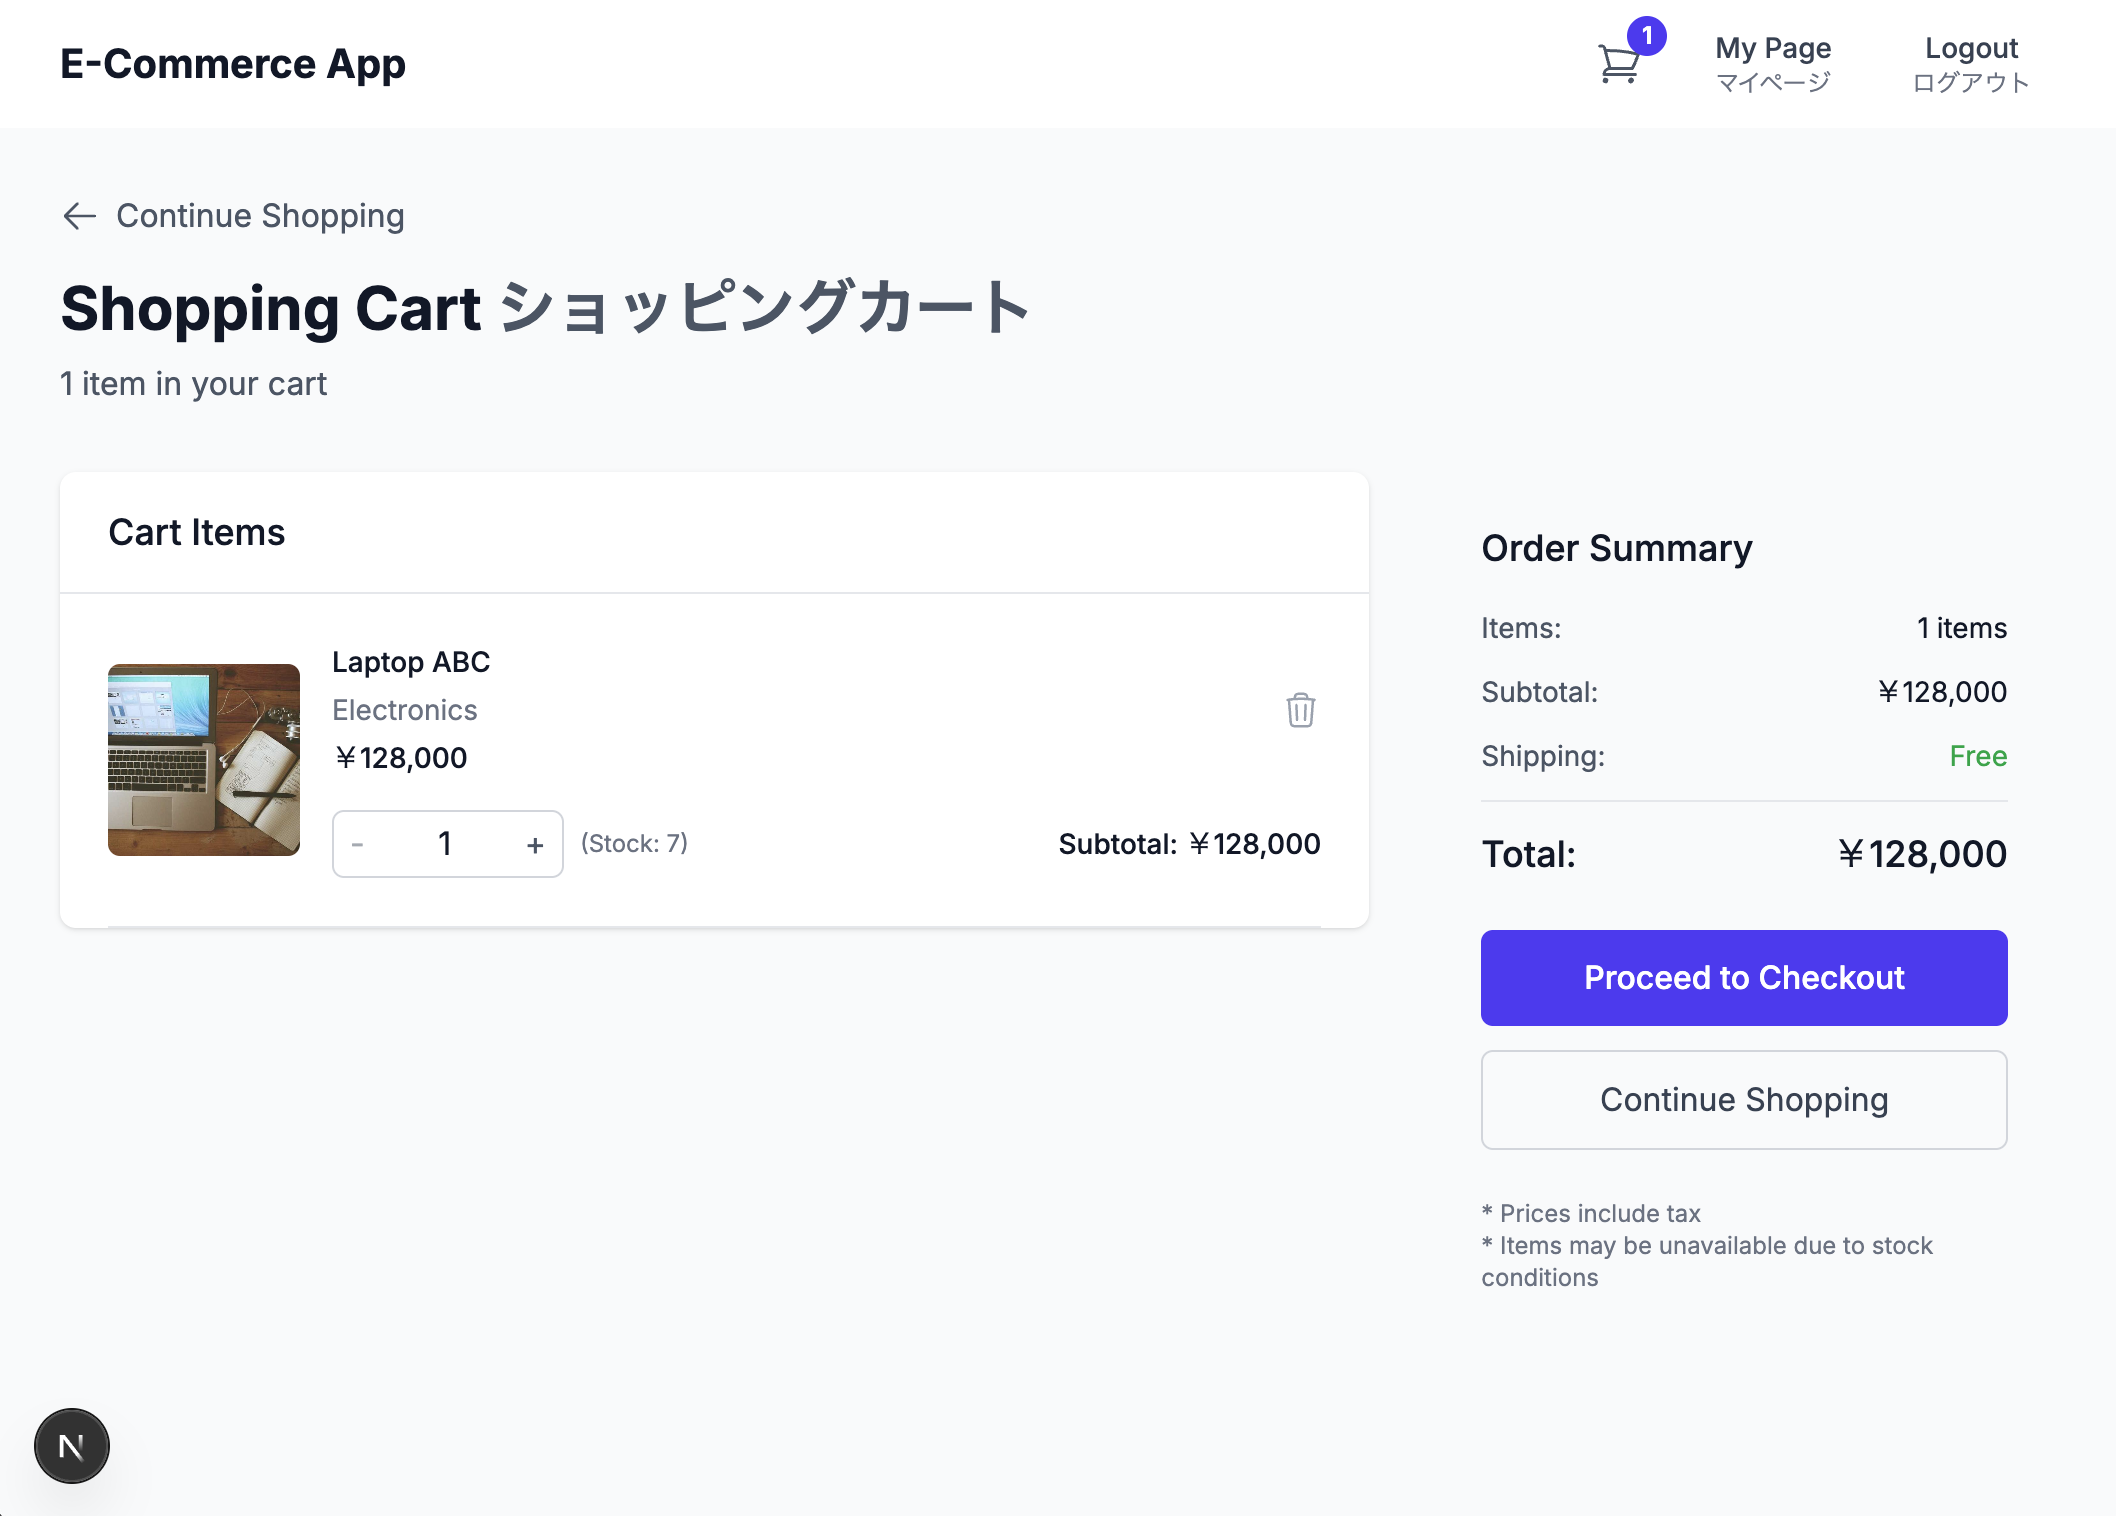 E-Commerce App
1
My Page
マイページ
Logout
ログアウト
Continue Shopping
Shopping Cart ショッピングカート
1 item in your cart
Cart Items
Laptop ABC
Electronics
¥128,000
- 1 + (Stock: 7)
Subtotal: ¥128,000
Order Summary
Items: 1 items
Subtotal: ¥128,000
Shipping: Free
Total: ¥128,000
Proceed to Checkout
Continue Shopping
* Prices include tax
* Items may be unavailable due to stock
conditions
N